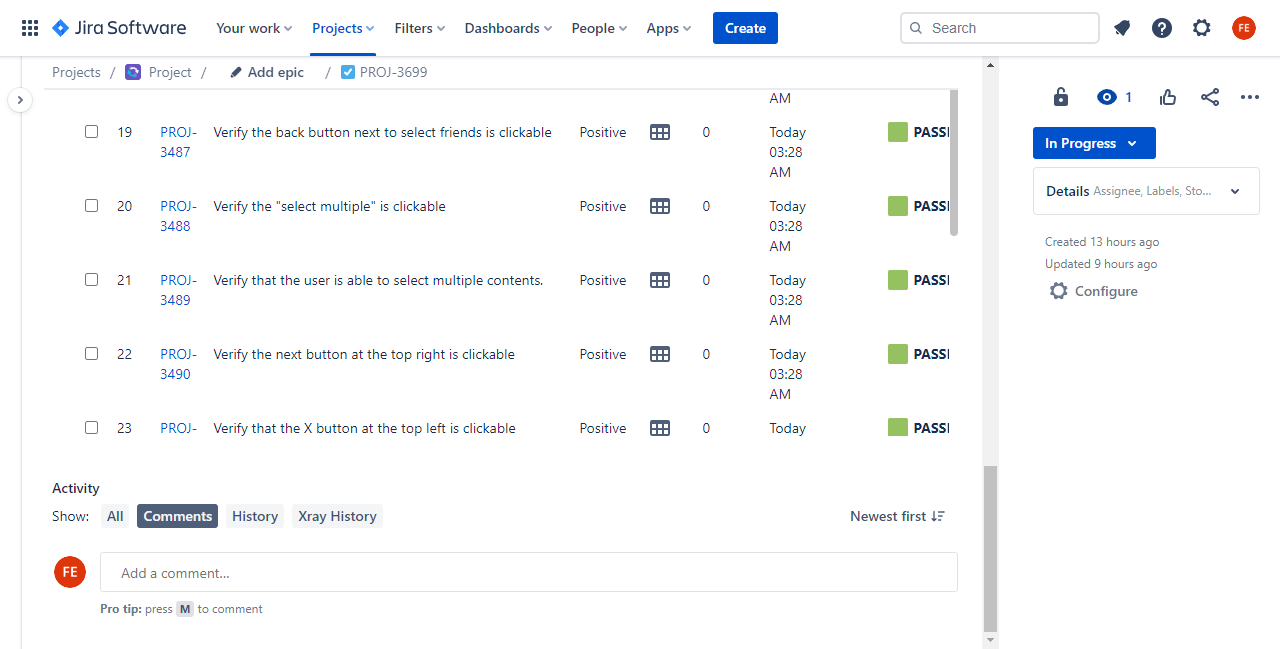 Jira Software Your work Projects Filters Dashboards People Apps Create Search FE
Projects / Project / Add epic / PROJ-3699
1
In Progress
Details Assignee, Labels, Sto...
Created 13 hours ago
Updated 9 hours ago
Configure
AM
19 PROJ- Verify the back button next to select friends is clickable Positive 0 Today PASS
3487 03:28
AM
20 PROJ- Verify the "select multiple" is clickable Positive 0 Today PASS
3488 03:28
AM
21 PROJ- Verify that the user is able to select multiple contents. Positive 0 Today PASS
3489 03:28
AM
22 PROJ- Verify the next button at the top right is clickable Positive 0 Today PASS
3490 03:28
AM
23 PROJ- Verify that the X button at the top left is clickable Positive 0 Today PASS
Activity
Show: All Comments History Xray History Newest first
FE Add a comment...
Pro tip: press M to comment